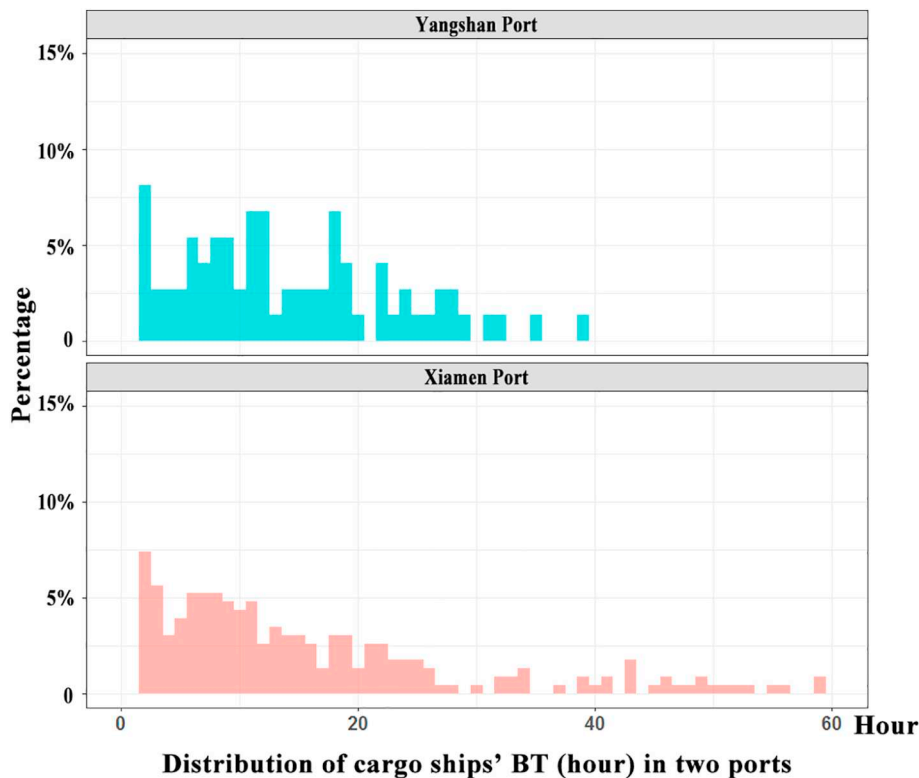 Yangshan Port
15%
10%
5%
0
Percentage
Xiamen Port
15%
10%
5%
0
0 20 40 60 Hour
Distribution of cargo ships' BT (hour) in two ports